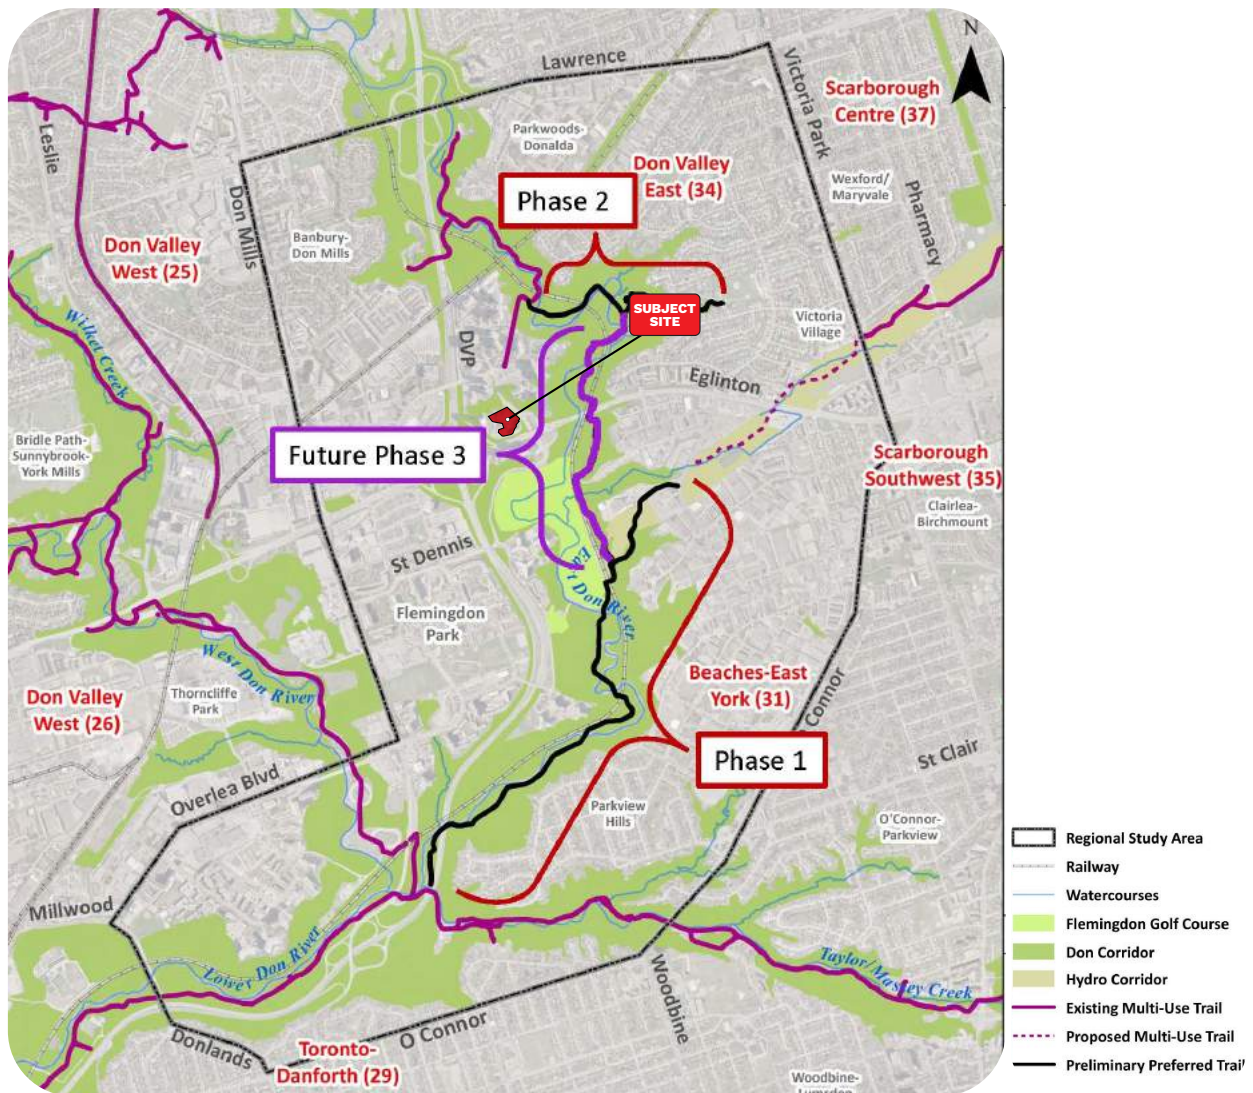 N
Lawrence
Victoria Park
Scarborough
Centre (37)
Leslie
Parkwoods-
Donalda
Don Valley
East (34)
Wexford/
Maryvale
Pharmacy
Phase 2
Don Mills
Banbury-
Don Mills
Don Valley
West (25)
Wilket Creek
SUBJECT
SITE
Victoria
Village
DVP
Eglinton
Bridle Path-
Sunnybrook-
York Mills
Future Phase 3
Scarborough
Southwest (35)
Clairlea-
Birchmount
St Dennis
Flemingdon
Park
Don River
West Don River
Thorncliffe
Park
Don Valley
West (26)
Beaches-East
York (31)
Connor
St Clair
Phase 1
Overlea Blvd
Parkview
Hills
O'Connor-
Parkview
Millwood
Lower Don River
Taylor/Massey Creek
Woodbine
O Connor
Donlands
Toronto-
Danforth (29)
Woodbine-
Regional Study Area
Railway
Watercourses
Flemingdon Golf Course
Don Corridor
Hydro Corridor
Existing Multi-Use Trail
Proposed Multi-Use Trail
Preliminary Preferred Trail